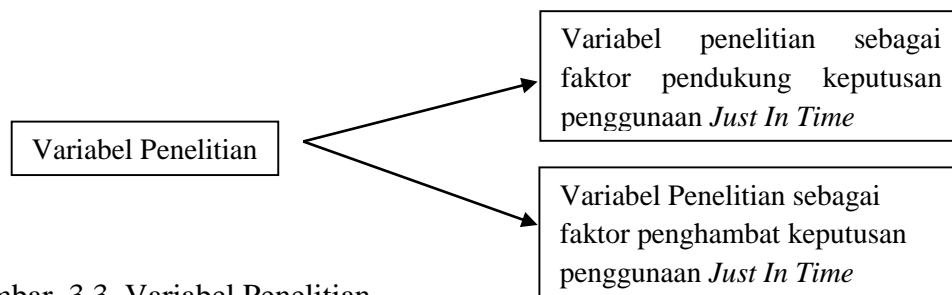 Variabel penelitian sebagai
faktor pendukung keputusan
penggunaan Just In Time
Variabel Penelitian
Variabel Penelitian sebagai
faktor penghambat keputusan
penggunaan Just In Time
3.3 Variabel Penelitian